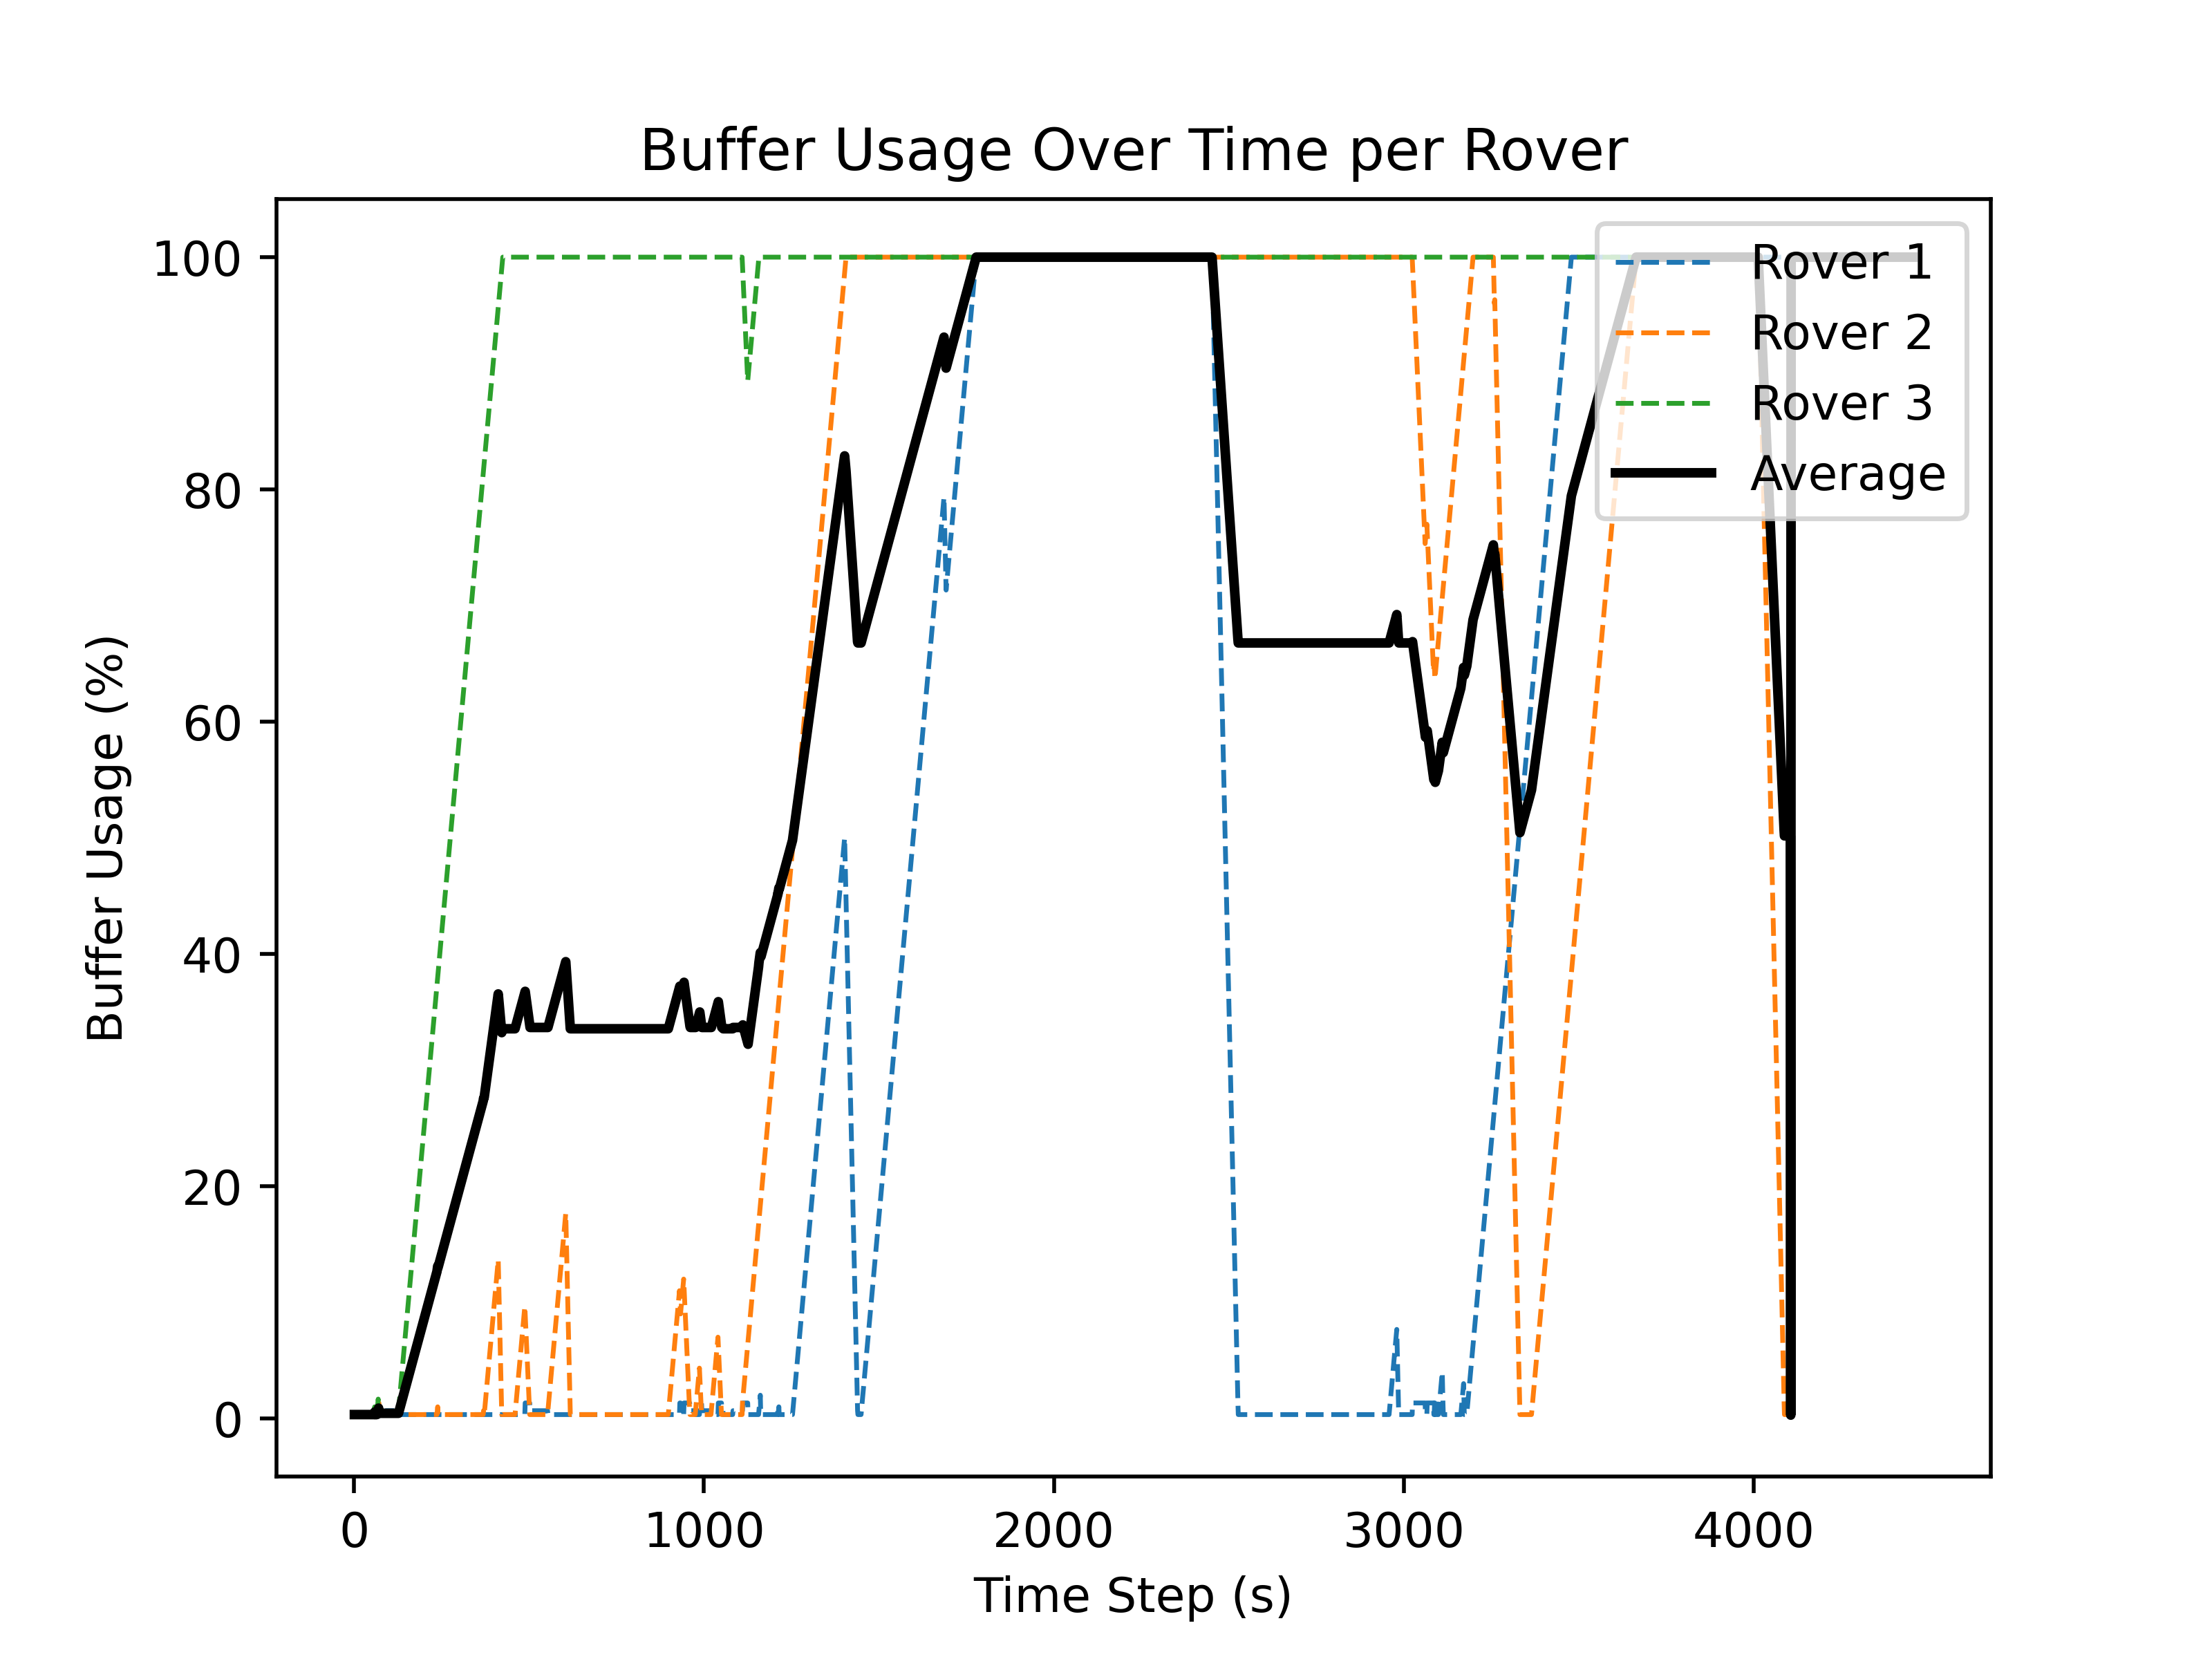 Buffer Usage Over Time per Rover
Buffer Usage (%)
100
80
60
40
20
0
Rover 1
Rover 2
Rover 3
Average
0 1000 2000 3000 4000
Time Step (s)